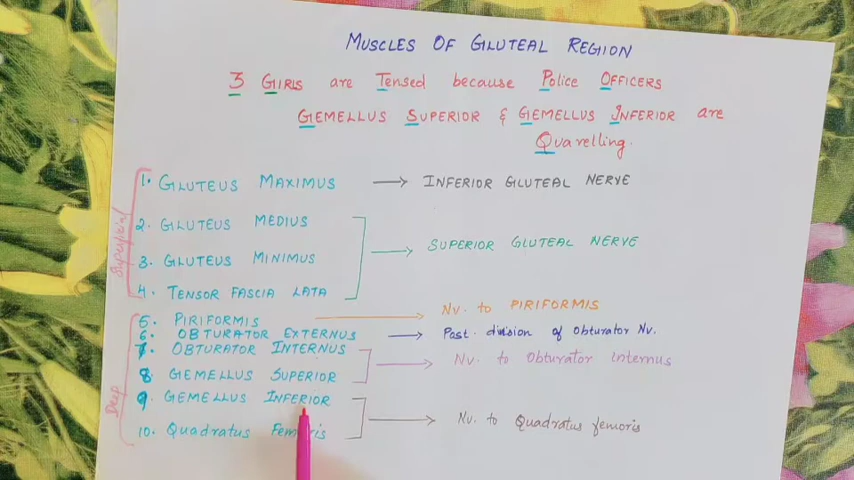 MUSCLES OF GLUTEAL REGION
3 GIRLS are Tensed because Police OFFICERS
GEMELLUS SUPERIOR & GEMELLUS INFERIOR are
Quarelling.
Superficial
1. GLUTEUS MAXIMUS → INFERIOR GLUTEAL NERVE
2. GLUTEUS MEDIUS
3. GLUTEUS MINIMUS → SUPERIOR GLUTEAL NERVE
4. TENSOR FASCIA LATA
Deep
5. PIRIFORMIS → Nv. to PIRIFORMIS
6. OBTURATOR EXTERNUS → Post. division of Obturator Nv.
7. OBTURATOR INTERNUS → Nv. to Obturator internus
8. GEMELLUS SUPERIOR
9. GEMELLUS INFERIOR → Nv. to Quadratus femoris
10. Quadratus Femoris